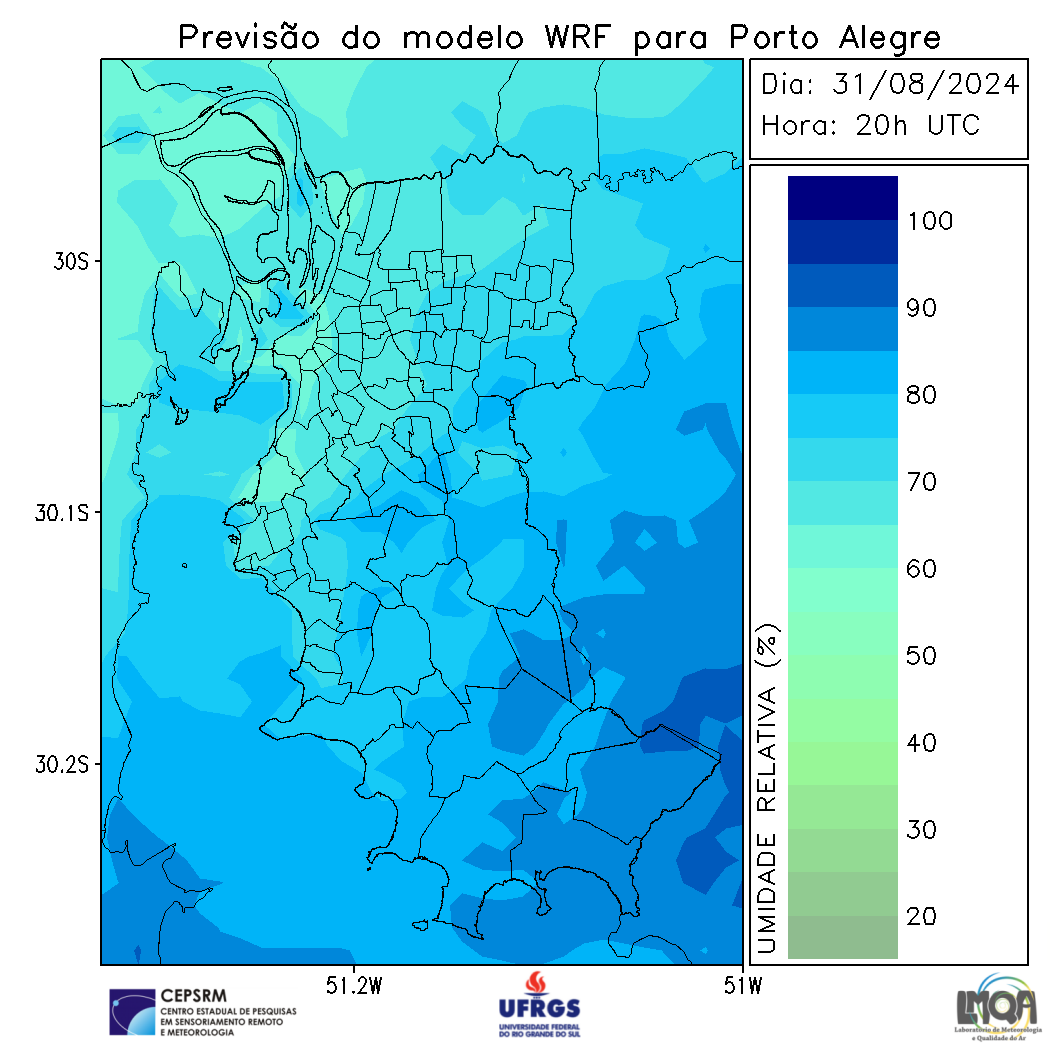 Previsão do modelo WRF para Porto Alegre
Dia: 31/08/2024
Hora: 20h UTC
100
90
80
70
60
50
40
30
20
UMIDADE RELATIVA (%)
30S
30.1S
30.2S
51.2W
51W
CEPSRM
CENTRO ESTADUAL DE PESQUISAS
EM SENSORIAMENTO REMOTO
E METEOROLOGIA
UFRGS
UNIVERSIDADE FEDERAL
DO RIO GRANDE DO SUL
LMQA
Laboratório de Meteorologia
e Qualidade do Ar